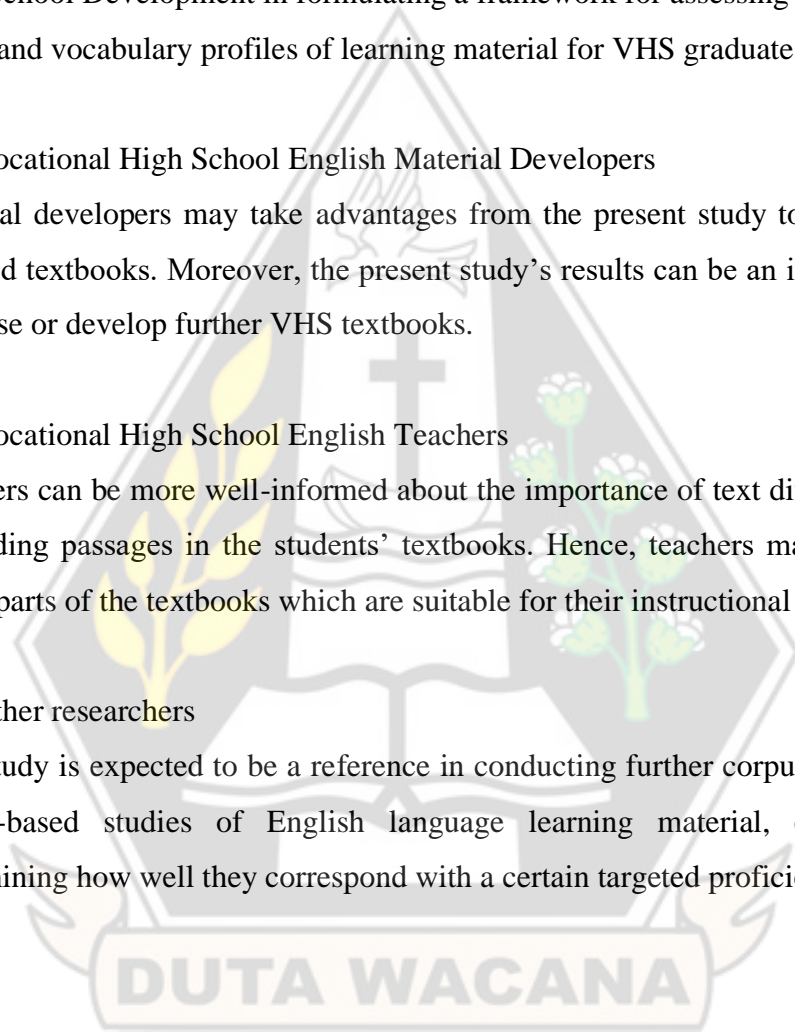 chool Development in formulating a framework for assessing
and vocabulary profiles of learning material for VHS graduate
ocational High School English Material Developers
al developers may take advantages from the present study to
d textbooks. Moreover, the present study’s results can be an i
se or develop further VHS textbooks.
ocational High School English Teachers
ers can be more well-informed about the importance of text di
ding passages in the students’ textbooks. Hence, teachers ma
parts of the textbooks which are suitable for their instructional
ther researchers
tudy is expected to be a reference in conducting further corpu
-based studies of English language learning material,
nining how well they correspond with a certain targeted profici
DUTA WACANA